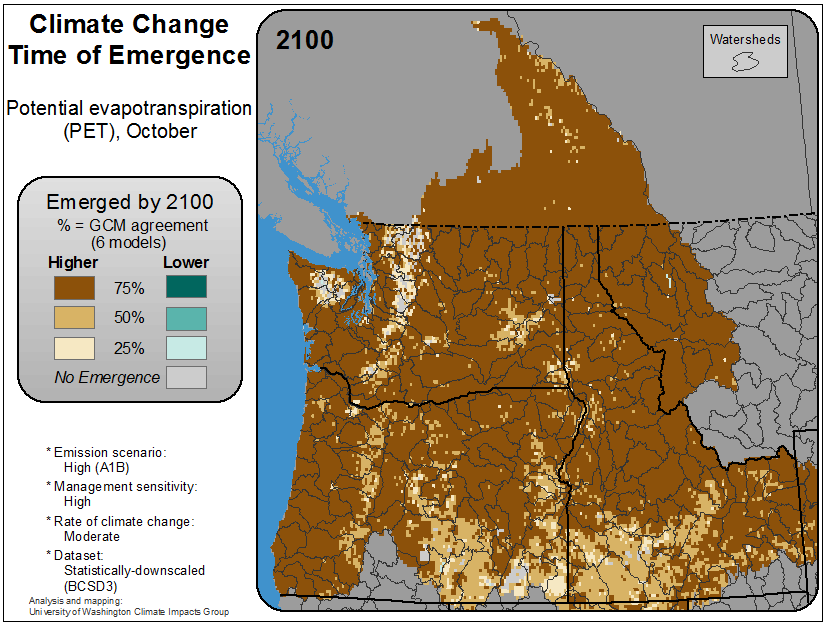 Climate Change
Time of Emergence
Potential evapotranspiration
(PET), October
Emerged by 2100
% = GCM agreement
(6 models)
Higher Lower
75%
50%
25%
No Emergence
* Emission scenario:
High (A1B)
* Management sensitivity:
High
* Rate of climate change:
Moderate
* Dataset:
Statistically-downscaled
(BCSD3)
Analysis and mapping:
University of Washington Climate Impacts Group
2100
Watersheds